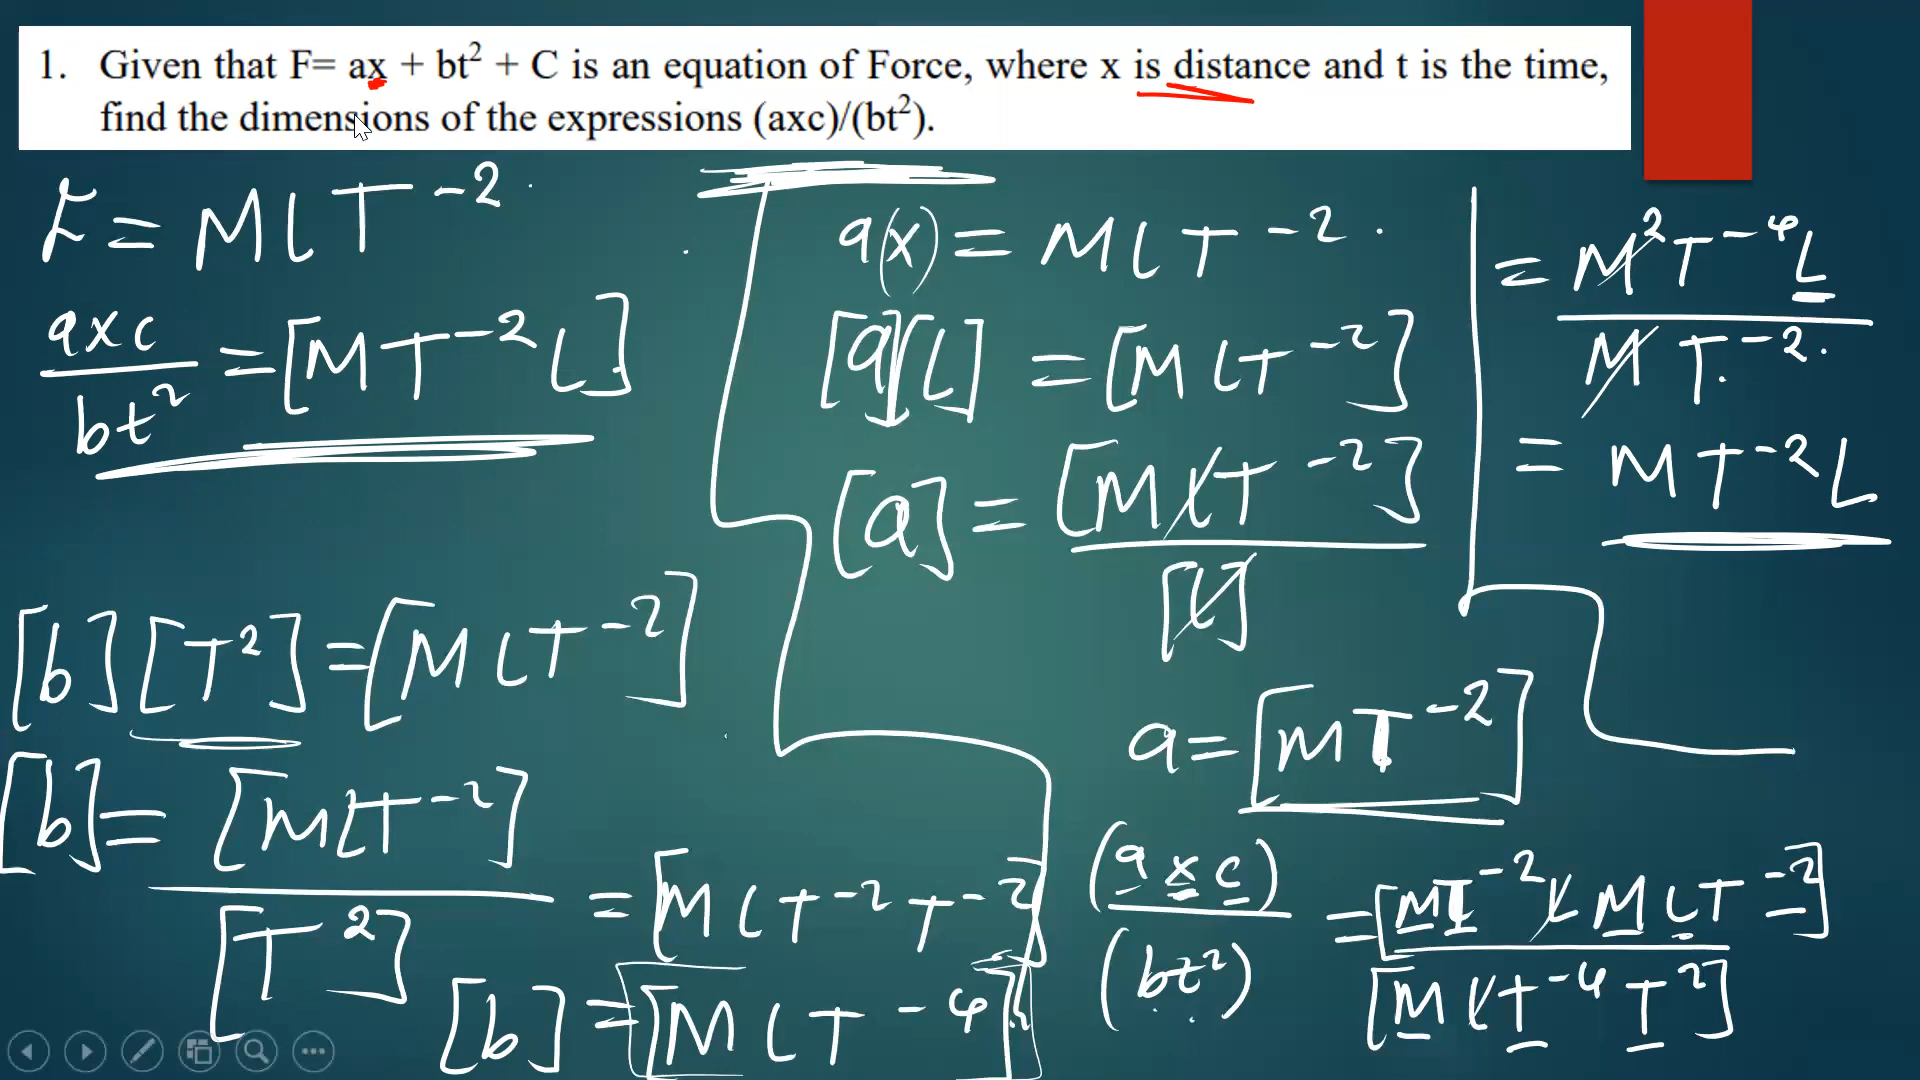 1. Given that F= ax + bt² + C is an equation of Force, where x is distance and t is the time,
find the dimensions of the expressions (axc)/(bt²).
F = MLT⁻²
axc/bt² = [MT⁻²L]
[b][T²] = [MLT⁻²]
[b] = [MLT⁻²]/[T²]
= [MLT⁻²T⁻²]
[b] = [MLT⁻⁴]
a(x) = MLT⁻²
[a][L] = [MLT⁻²]
[a] = [MLT⁻²]/[L]
a = [MT⁻²]
(axc)/(bt²) = [MT⁻²L MLT⁻²]/[MLT⁻⁴T²]
= M²T⁻⁴L/MT⁻²
= MT⁻²L